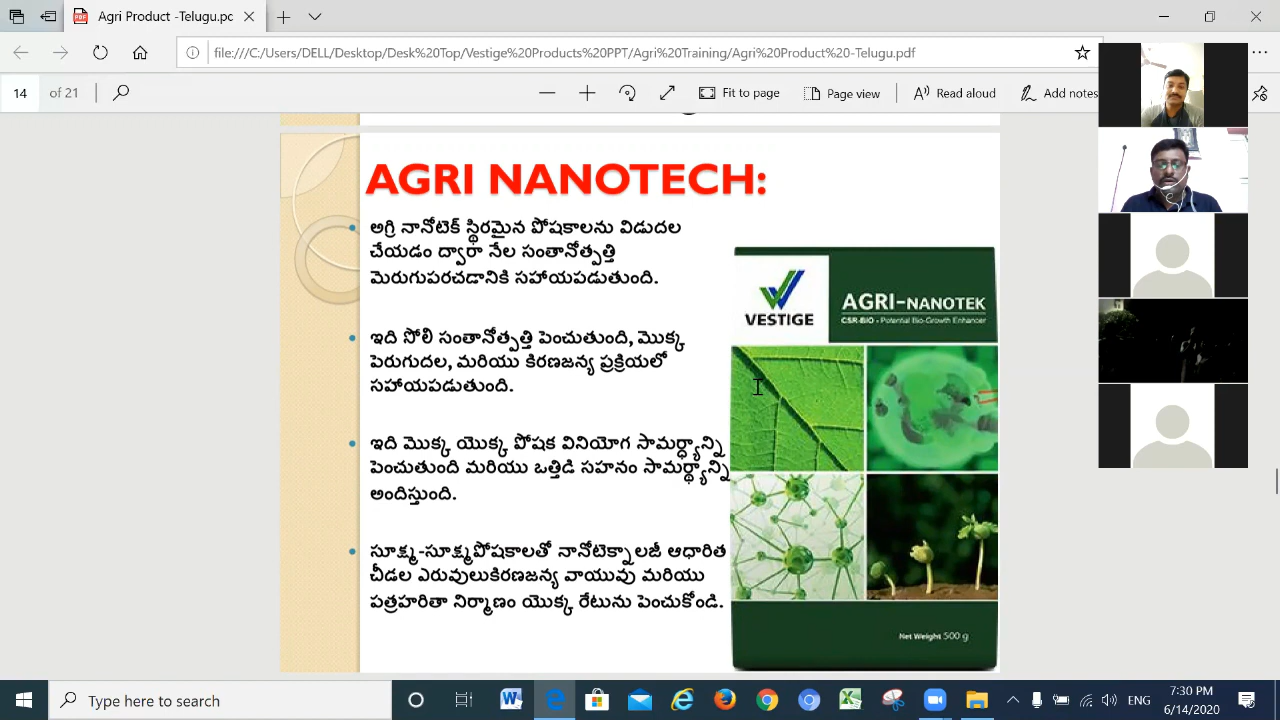 Agri Product -Telugu.p
file:///C:/Users/DELL/Desktop/Desk%20Top/Vestige%20Products%20PPT/Agri%20Training/Agri%20Product%20-Telugu.pdf
14 of 21
Fit to page
Page view
Read aloud
Add notes
AGRI NANOTECH:
అగ్రి నానోటెక్ స్థిరమైన పోషకాలను విడుదల
చేయడం ద్వారా నేల సంతానోత్పత్తి
మెరుగుపరచడానికి సహాయపడుతుంది.
ఇది సోలి సంతానోత్పత్తి పెంచుతుంది, మొక్క
పెరుగుదల, మరియు కిరణజన్య ప్రక్రియలో
సహాయపడుతుంది.
ఇది మొక్క యొక్క పోషక వినియోగ సామర్ధ్యాన్ని
పెంచుతుంది మరియు ఒత్తిడి సహనం సామర్థ్యాన్ని
అందిస్తుంది.
సూక్ష్మ-సూక్ష్మపోషకాలతో నానోటెక్నాలజీ ఆధారిత
చీడల ఎరువులుకిరణజన్య వాయువు మరియు
పత్రహరితా నిర్మాణం యొక్క రేటును పెంచుకోండి.
VESTIGE
AGRI-NANOTEK
CSR-BIO - Potential Bio-Growth Enhancer
Net Weight 500 g
Type here to search
ENG
7:30 PM
6/14/2020